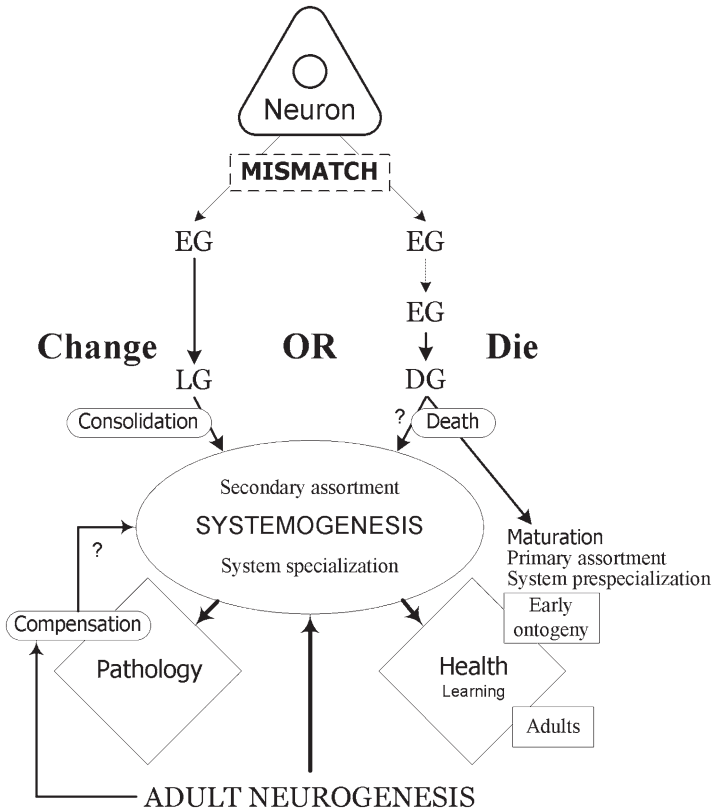 Neuron
MISMATCH
EG
EG
EG
Change
OR
Die
LG
DG
Consolidation
?
Death
Secondary assortment
SYSTEMOGENESIS
System specialization
Maturation
Primary assortment
System prespecialization
?
Early
ontogeny
Compensation
Pathology
Health
Learning
Adults
ADULT NEUROGENESIS